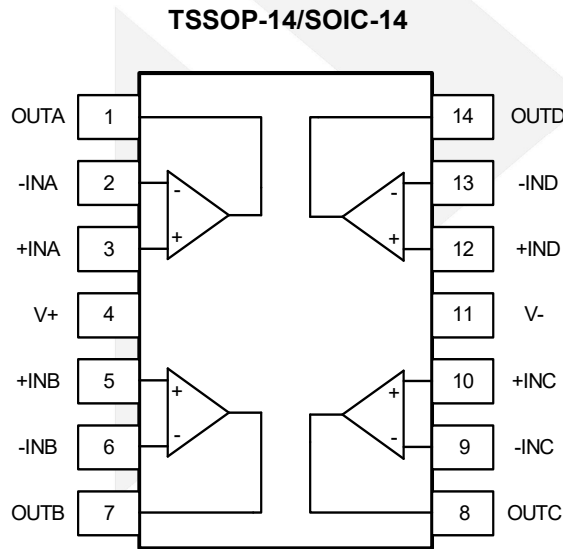 TSSOP-14/SOIC-14
OUTA 1 14 OUTD
-INA 2 - - 13 -IND
+INA 3 + + 12 +IND
V+ 4 11 V-
+INB 5 + + 10 +INC
-INB 6 - - 9 -INC
OUTB 7 8 OUTC